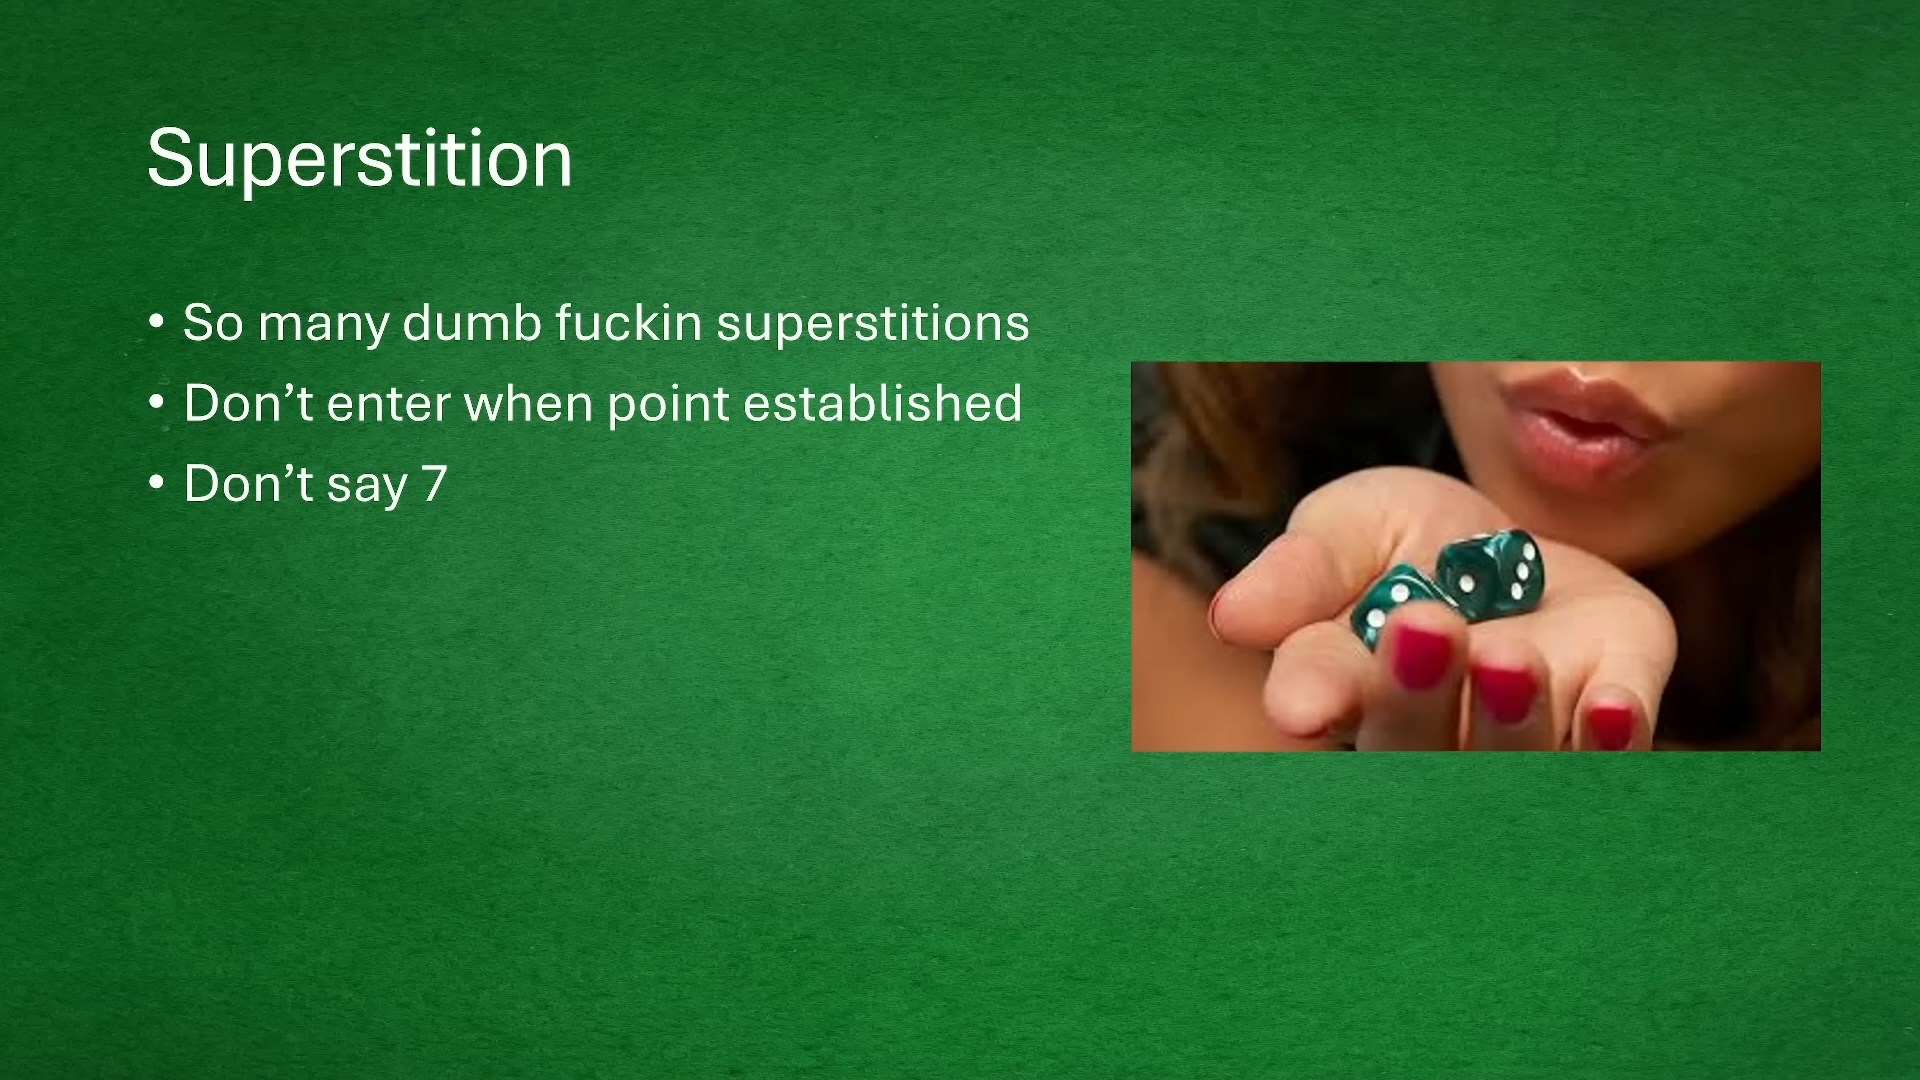 Superstition
• So many dumb fuckin superstitions
• Don’t enter when point established
• Don’t say 7